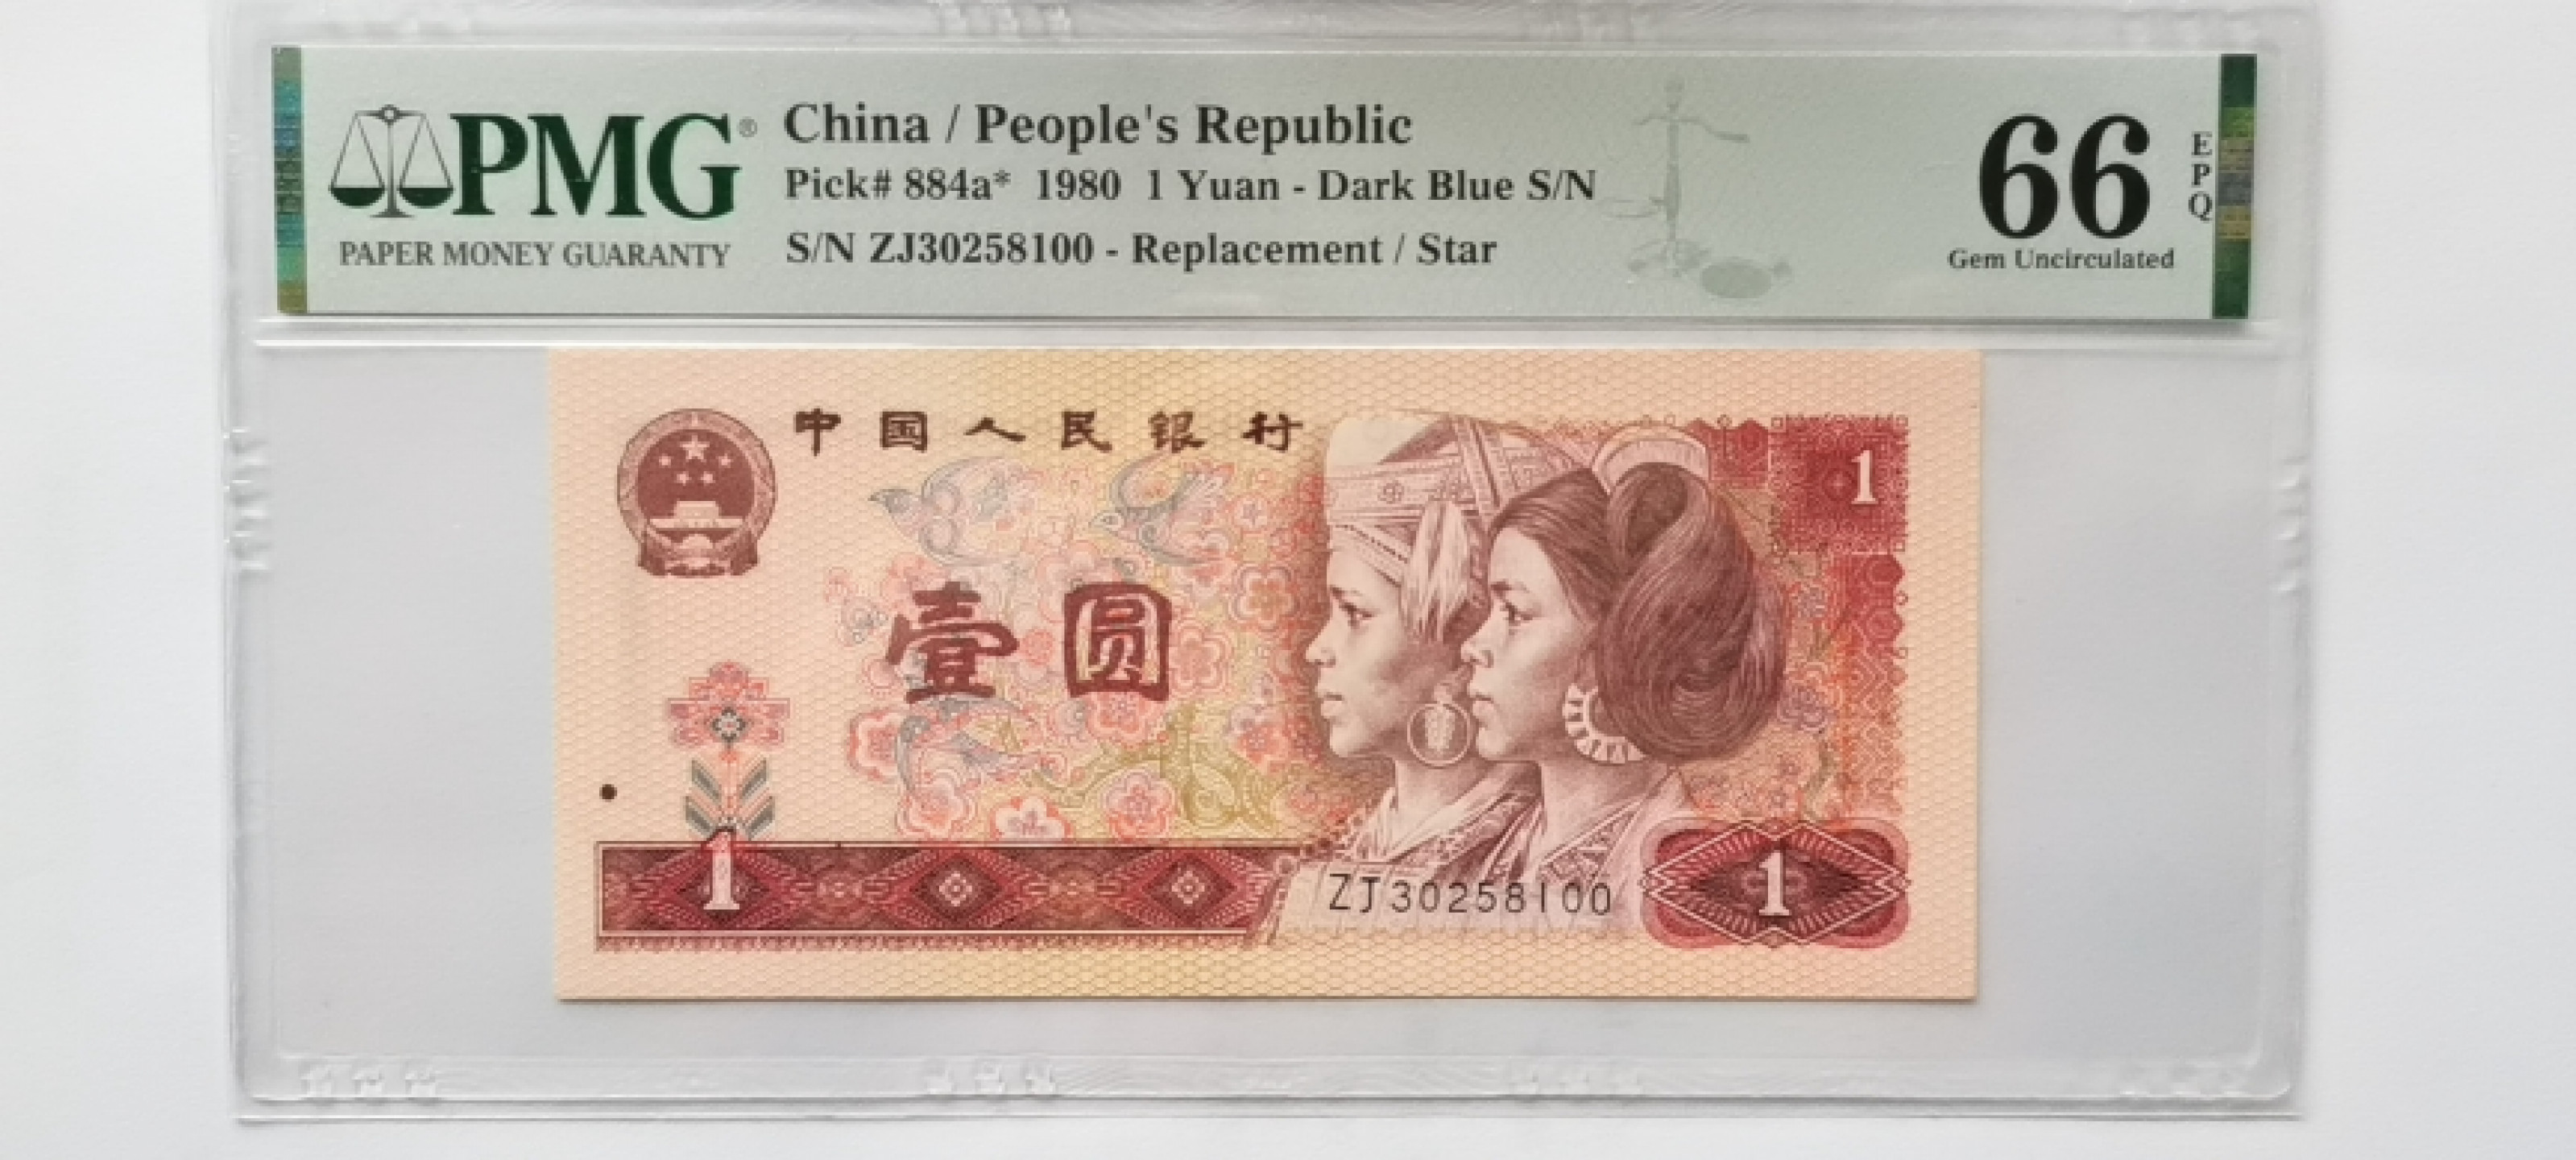 PMG®
PAPER MONEY GUARANTY
China / People's Republic
Pick# 884a* 1980 1 Yuan - Dark Blue S/N
S/N ZJ30258100 - Replacement / Star
66
EPQ
Gem Uncirculated
中国人民银行
1
壹圆
1
ZJ30258100
1